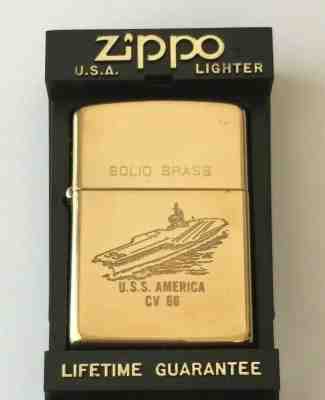 zippo
U.S.A. LIGHTER
SOLID BRASS
U.S.S. AMERICA
CV 66
LIFETIME GUARANTEE